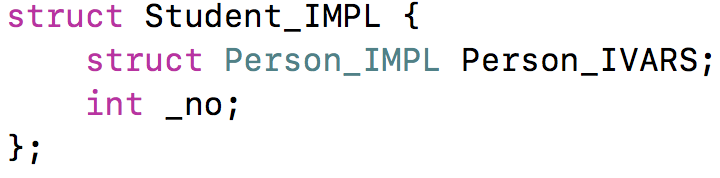 struct Student_IMPL {
    struct Person_IMPL Person_IVARS;
    int _no;
};